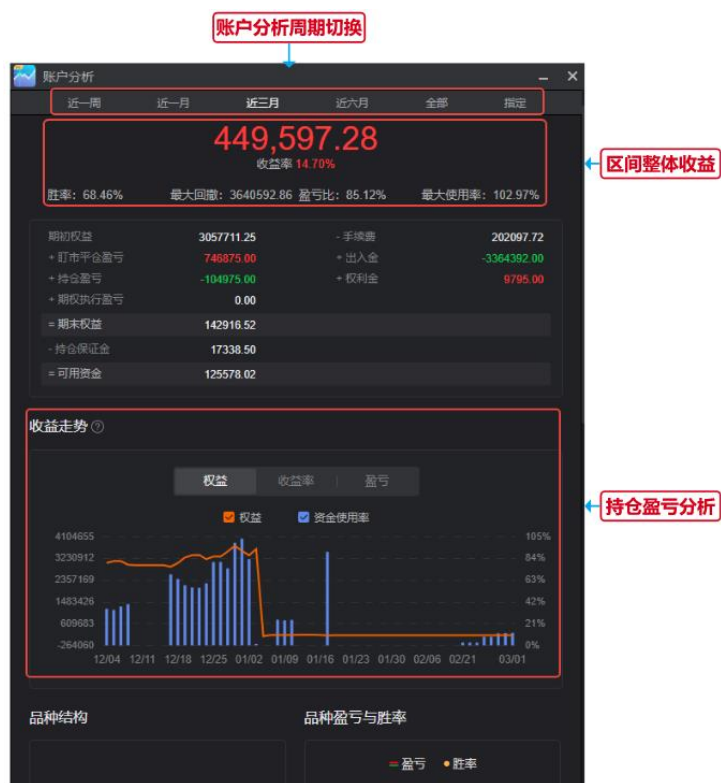 账户分析周期切换
账户分析
近一周 近一月 近三月 近六月 全部 指定
449,597.28
收益率 14.70%
区间整体收益
胜率：68.46% 最大回撤：3640592.86 盈亏比：85.12% 最大使用率：102.97%
期初权益 3057711.25 - 手续费 202097.72
+ 盯市平仓盈亏 746875.00 + 出入金 -3364392.00
+ 持仓盈亏 -104975.00 + 权利金 9795.00
+ 期权执行盈亏 0.00
= 期末权益 142916.52
- 持仓保证金 17338.50
= 可用资金 125578.02
收益走势 ?
权益 收益率 盈亏
持仓盈亏分析
权益 资金使用率
4104655 105%
3230912 84%
2357169 63%
1483426 42%
609683 21%
-264060 0%
12/04 12/11 12/18 12/25 01/02 01/09 01/16 01/23 01/30 02/06 02/21 03/01
品种结构 品种盈亏与胜率
盈亏 胜率